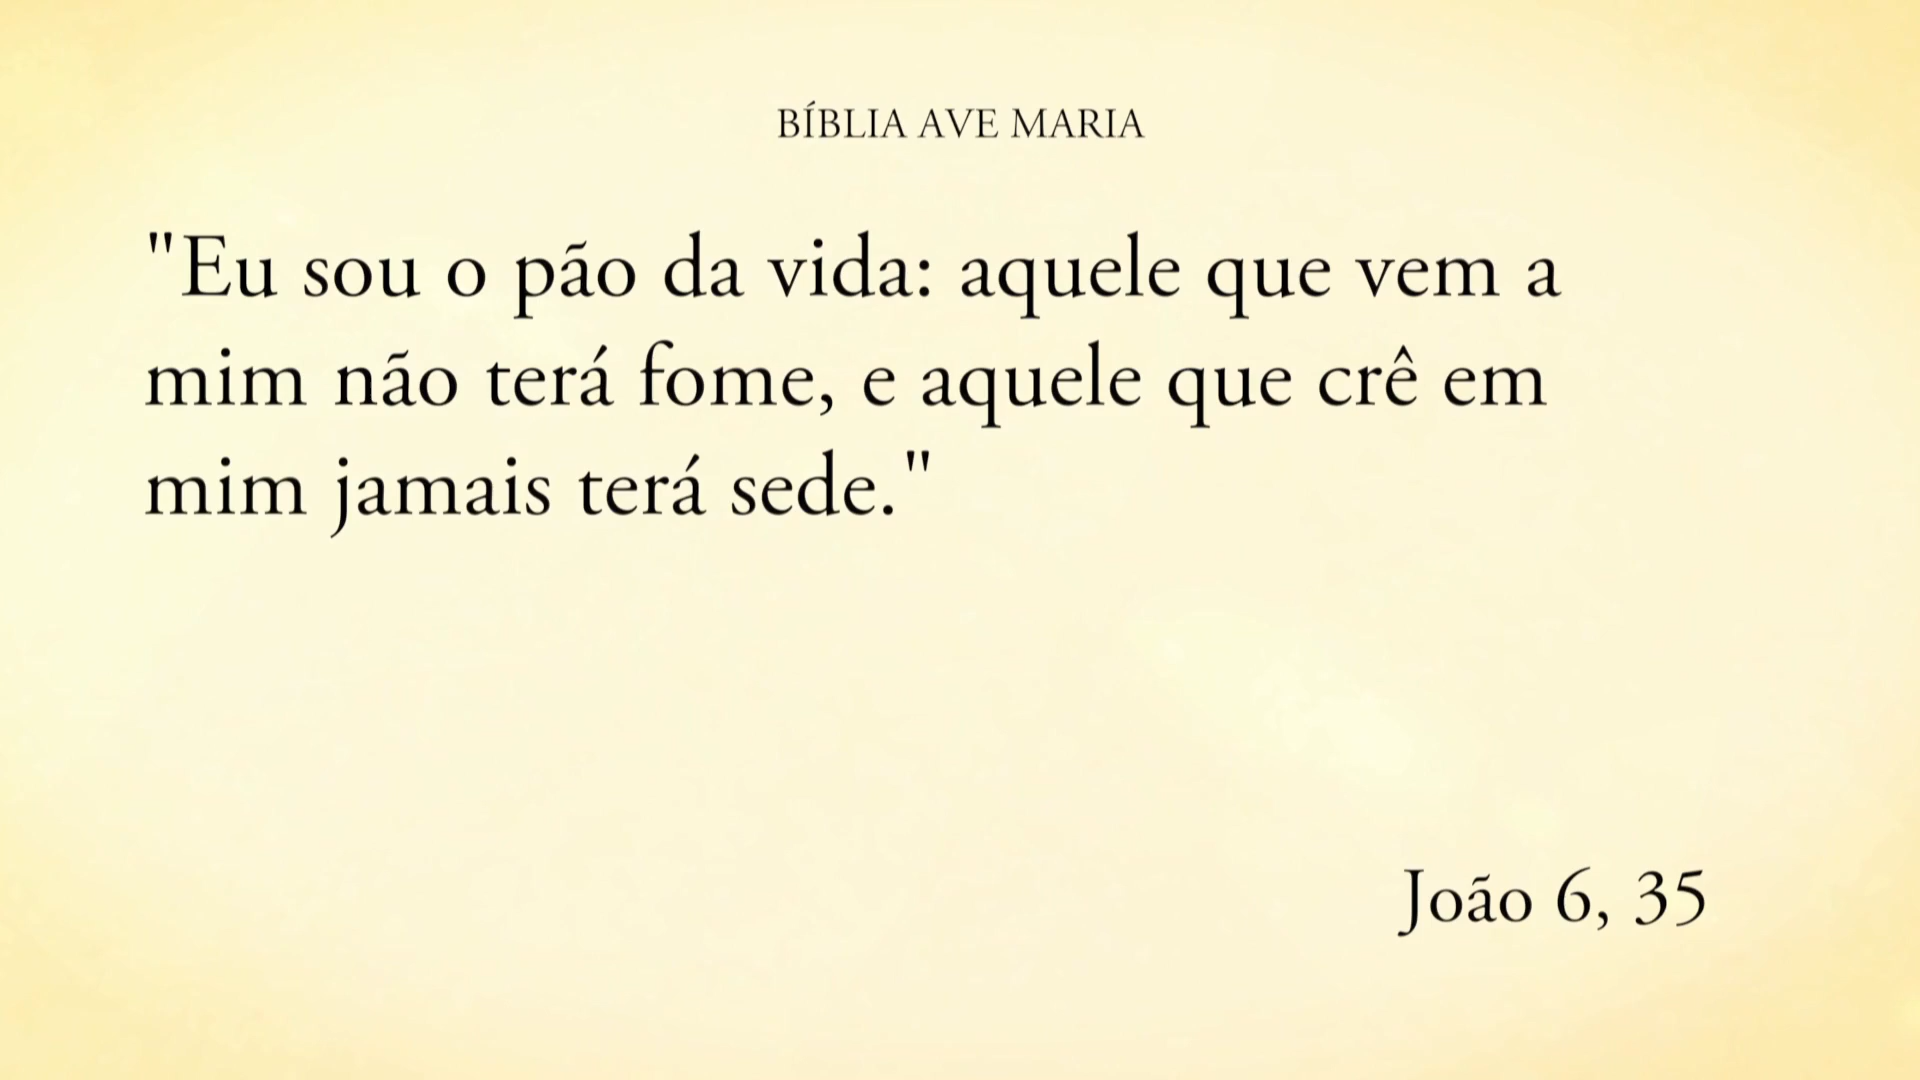 BÍBLIA AVE MARIA
"Eu sou o pão da vida: aquele que vem a
mim não terá fome, e aquele que crê em
mim jamais terá sede."
João 6, 35